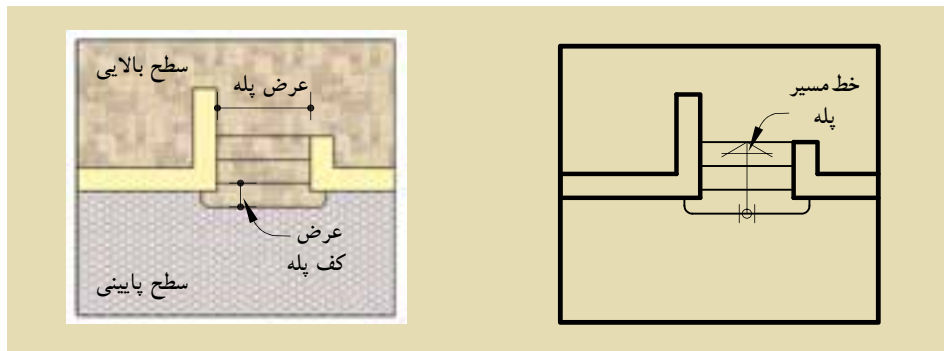 سطح بالایی
عرض پله
عرض
کف پله
سطح پایینی
خط مسیر
پله